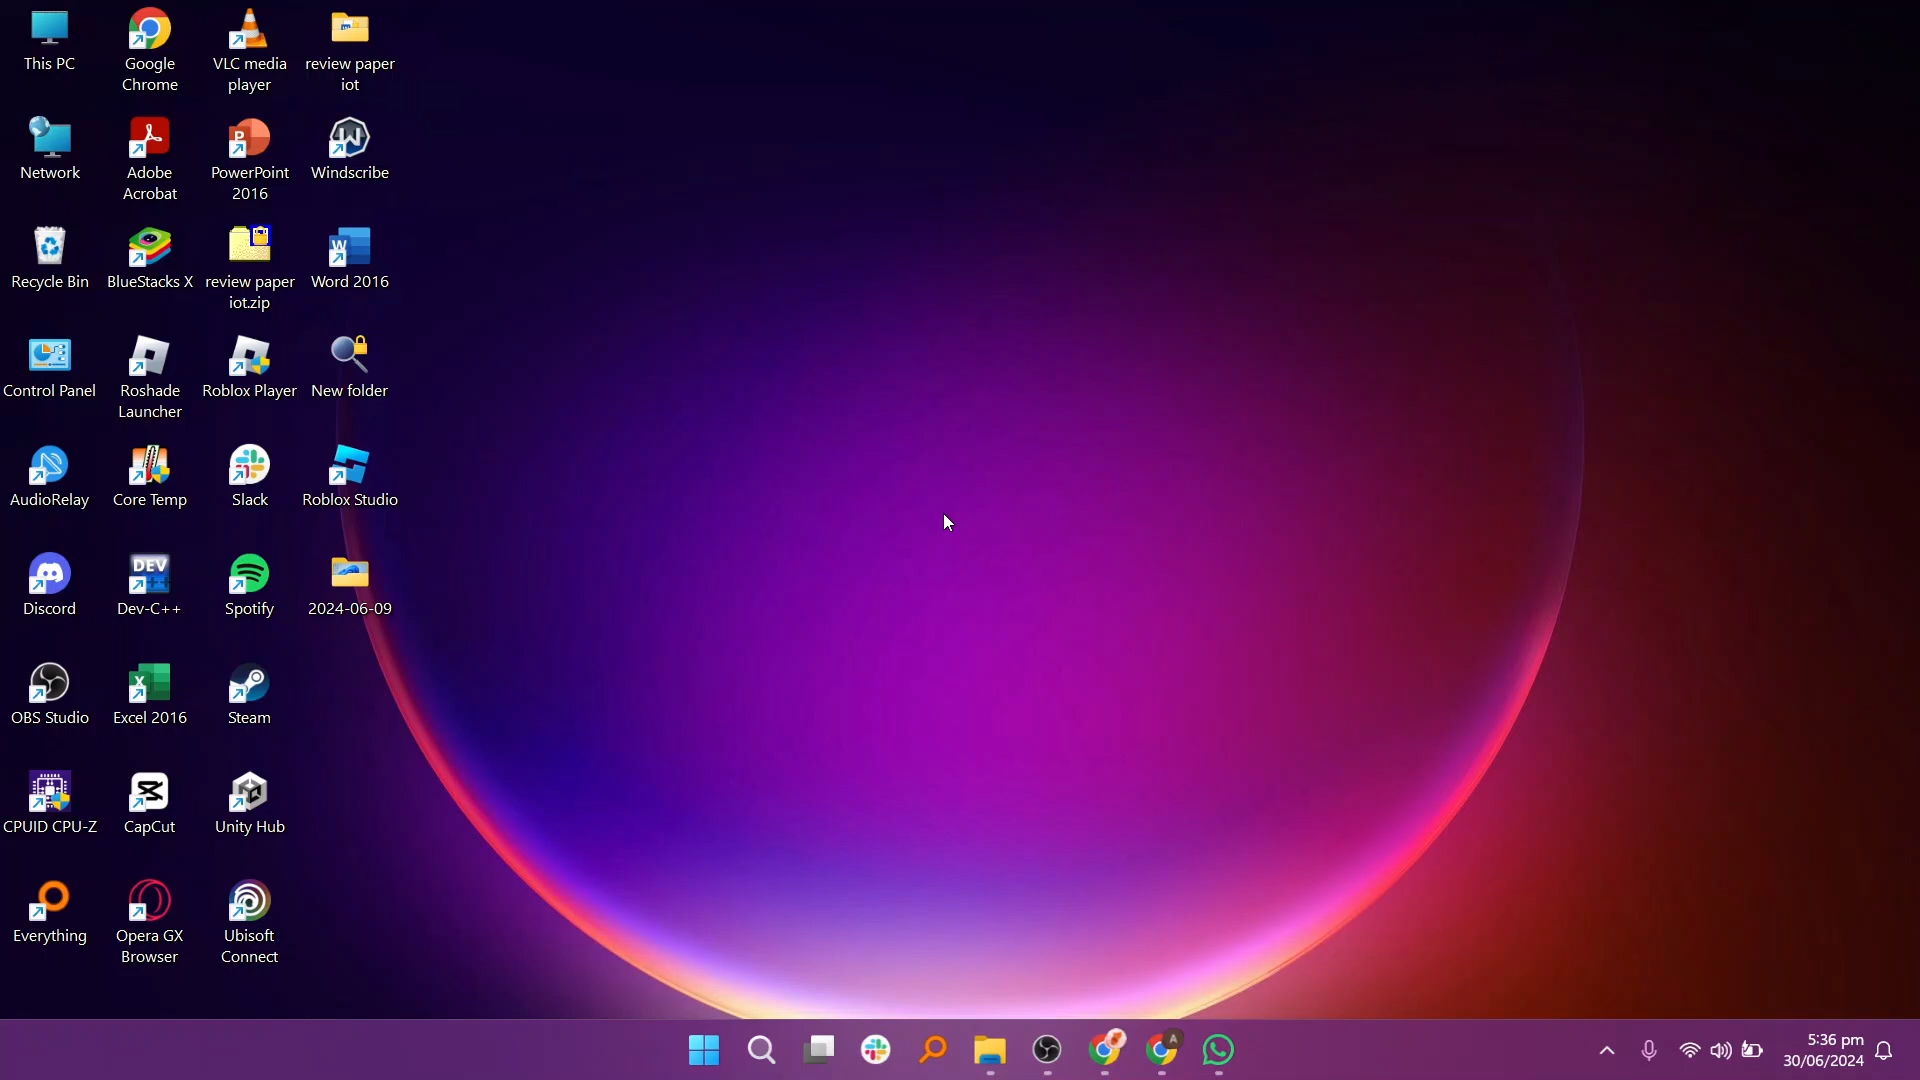 This PC
Google
Chrome
VLC media
player
review paper
iot
Network
Adobe
Acrobat
PowerPoint
2016
Windscribe
Recycle Bin
BlueStacks X
review paper
iot.zip
Word 2016
Control Panel
Roshade
Launcher
Roblox Player
New folder
AudioRelay
Core Temp
Slack
Roblox Studio
Discord
DEV
Dev-C++
Spotify
2024-06-09
OBS Studio
Excel 2016
Steam
CPUID CPU-Z
CapCut
Unity Hub
Everything
Opera GX
Browser
Ubisoft
Connect
A
5:36 pm
30/06/2024